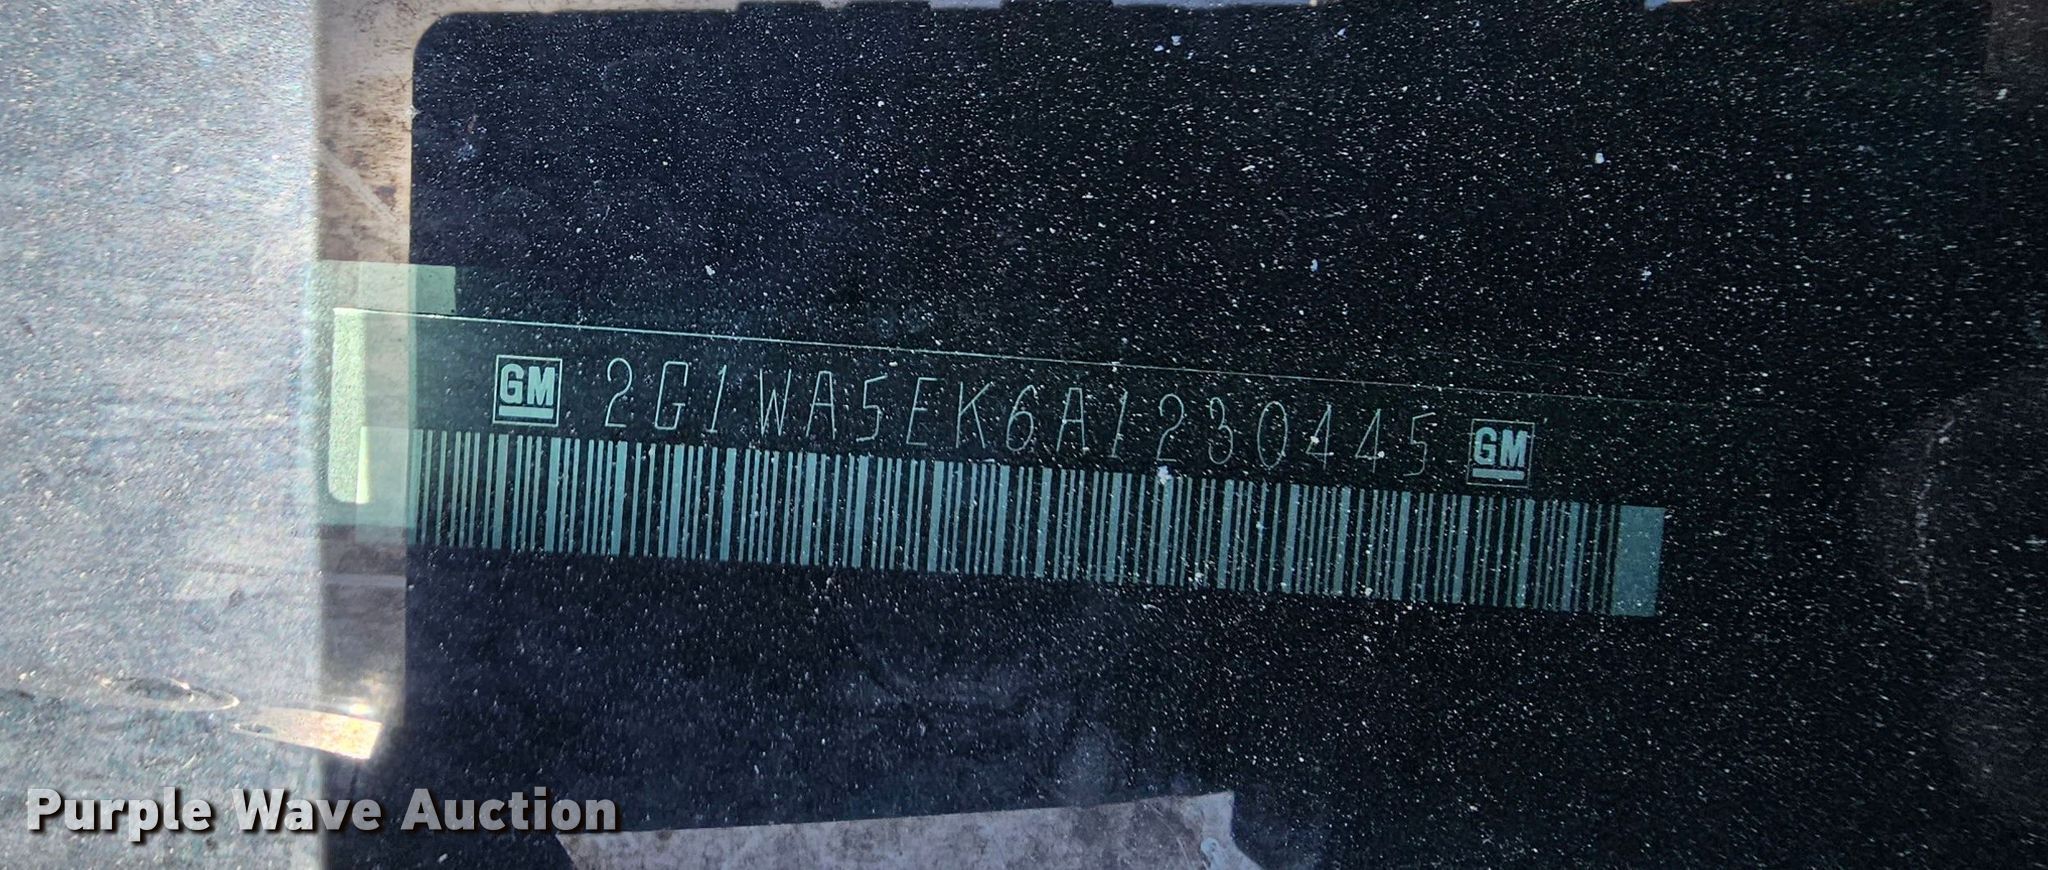 GM 2G1WA5EK6A1230445 GM
Purple Wave Auction